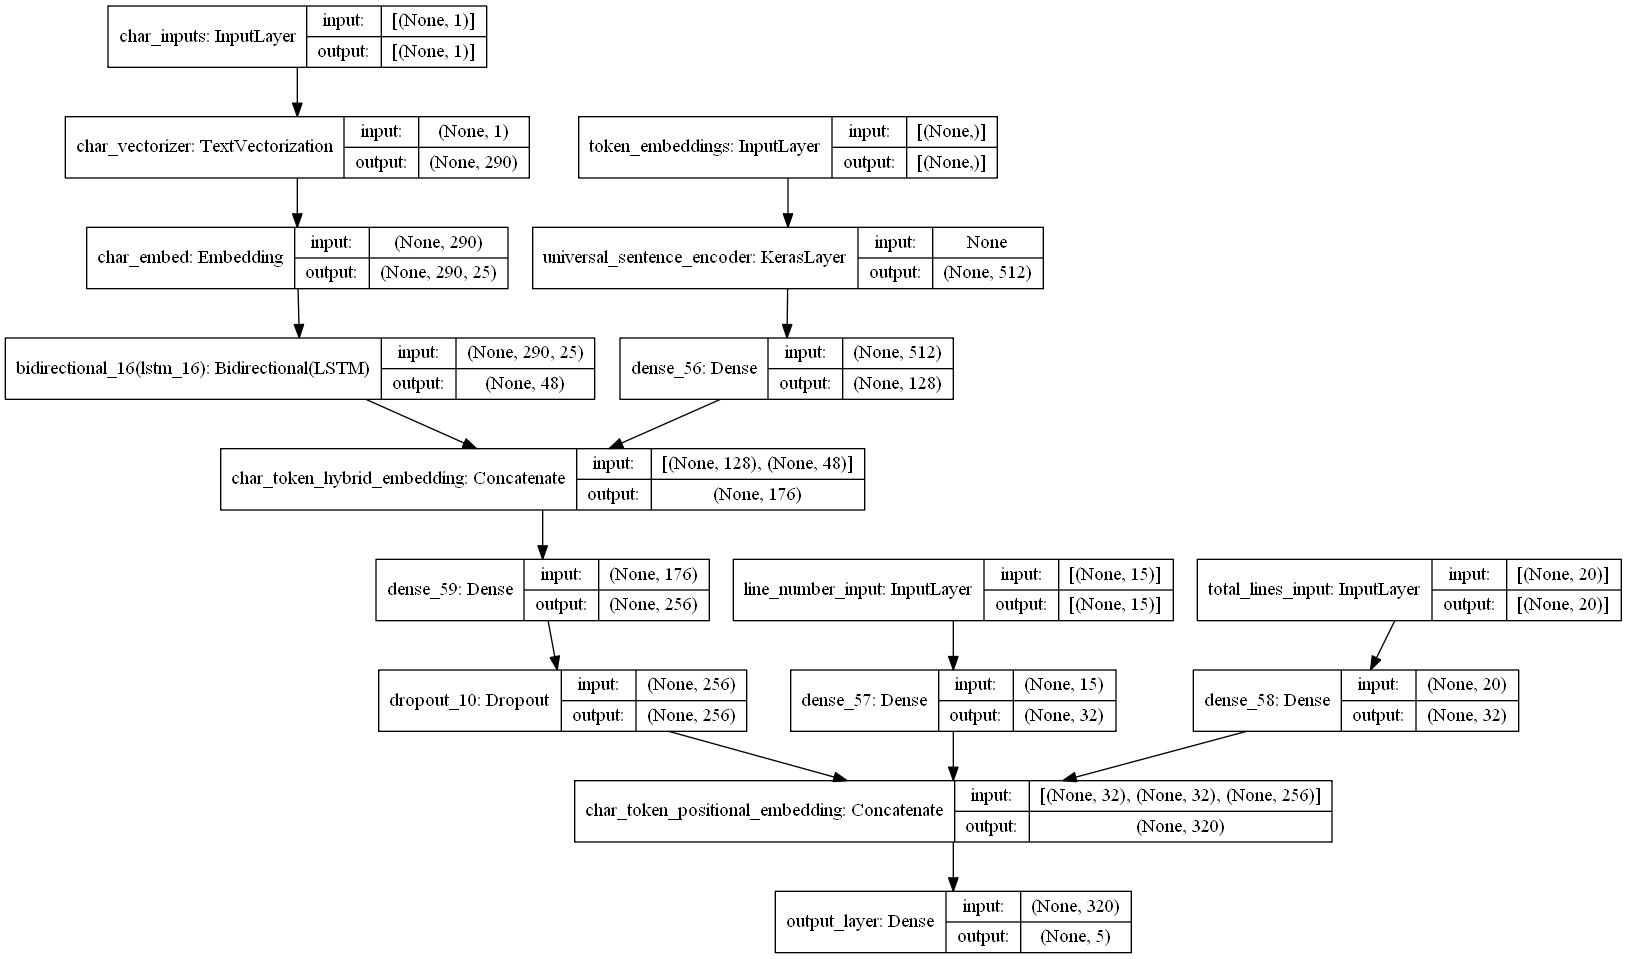 char_inputs: InputLayer
input:
[(None, 1)]
output:
[(None, 1)]
char_vectorizer: TextVectorization
input:
(None, 1)
output:
(None, 290)
token_embeddings: InputLayer
input:
[(None,)]
output:
[(None,)]
char_embed: Embedding
input:
(None, 290)
output:
(None, 290, 25)
universal_sentence_encoder: KerasLayer
input:
None
output:
(None, 512)
bidirectional_16(lstm_16): Bidirectional(LSTM)
input:
(None, 290, 25)
output:
(None, 48)
dense_56: Dense
input:
(None, 512)
output:
(None, 128)
char_token_hybrid_embedding: Concatenate
input:
[(None, 128), (None, 48)]
output:
(None, 176)
dense_59: Dense
input:
(None, 176)
output:
(None, 256)
line_number_input: InputLayer
input:
[(None, 15)]
output:
[(None, 15)]
total_lines_input: InputLayer
input:
[(None, 20)]
output:
[(None, 20)]
dropout_10: Dropout
input:
(None, 256)
output:
(None, 256)
dense_57: Dense
input:
(None, 15)
output:
(None, 32)
dense_58: Dense
input:
(None, 20)
output:
(None, 32)
char_token_positional_embedding: Concatenate
input:
[(None, 32), (None, 32), (None, 256)]
output:
(None, 320)
output_layer: Dense
input:
(None, 320)
output:
(None, 5)